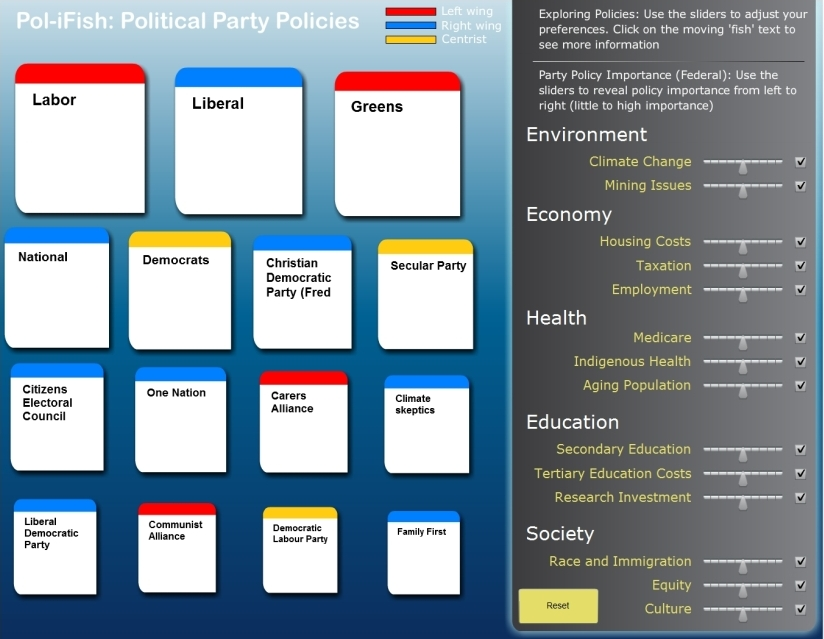 Pol-iFish: Political Party Policies
Left wing
Right wing
Centrist
Labor
Liberal
Greens
National
Democrats
Christian
Democratic
Party (Fred
Secular Party
Citizens
Electoral
Council
One Nation
Carers
Alliance
Climate
skeptics
Liberal
Democratic
Party
Communist
Alliance
Democratic
Labour Party
Family First
Exploring Policies: Use the sliders to adjust your
preferences. Click on the moving 'fish' text to
see more information
Party Policy Importance (Federal): Use the
sliders to reveal policy importance from left to
right (little to high importance)
Environment
Climate Change
Mining Issues
Economy
Housing Costs
Taxation
Employment
Health
Medicare
Indigenous Health
Aging Population
Education
Secondary Education
Tertiary Education Costs
Research Investment
Society
Race and Immigration
Equity
Culture
Reset